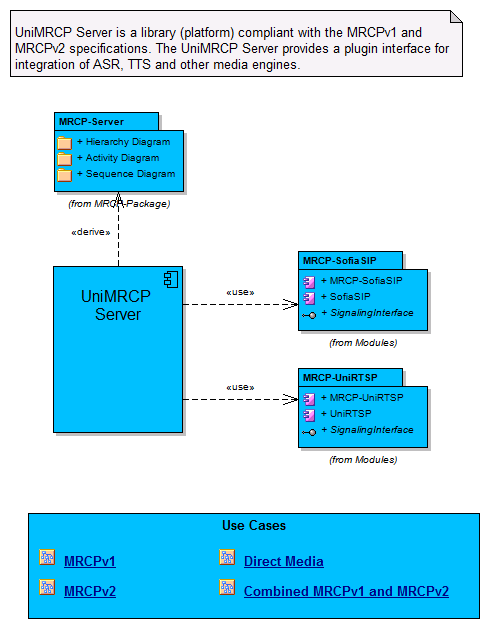 UniMRCP Server is a library (platform) compliant with the MRCPv1 and
MRCPv2 specifications. The UniMRCP Server provides a plugin interface for
integration of ASR, TTS and other media engines.
MRCP-Server
+ Hierarchy Diagram
+ Activity Diagram
+ Sequence Diagram
(from MRCP-Package)
«derive»
UniMRCP
Server
«use»
MRCP-SofiaSIP
+ MRCP-SofiaSIP
+ SofiaSIP
+ SignalingInterface
(from Modules)
«use»
MRCP-UniRTSP
+ MRCP-UniRTSP
+ UniRTSP
+ SignalingInterface
(from Modules)
Use Cases
MRCPv1
Direct Media
MRCPv2
Combined MRCPv1 and MRCPv2